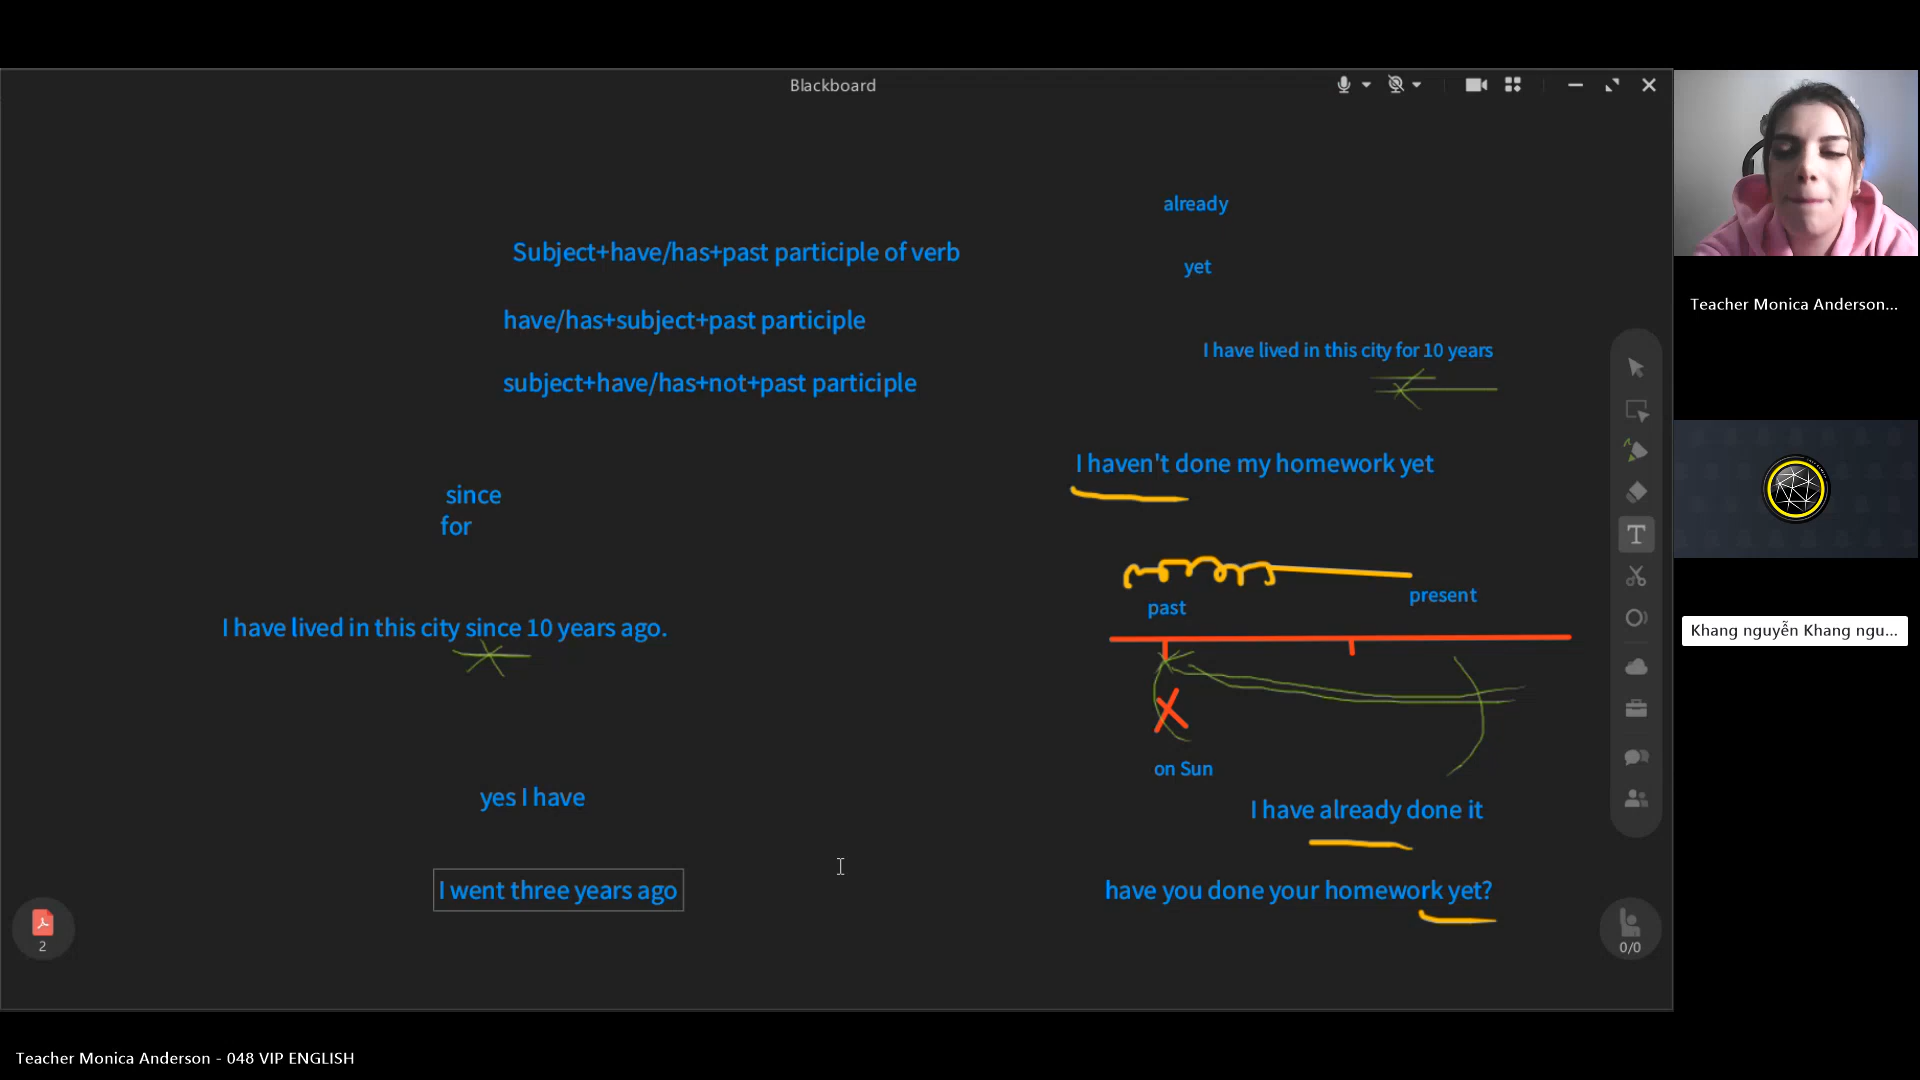 Blackboard
already
Subject+have/has+past participle of verb
yet
have/has+subject+past participle
Teacher Monica Anderson...
I have lived in this city for 10 years
subject+have/has+not+past participle
I haven't done my homework yet
since
for
past
present
I have lived in this city since 10 years ago.
Khang nguyễn Khang ngu...
on Sun
yes I have
I have already done it
I went three years ago
have you done your homework yet?
2
0/0
Teacher Monica Anderson - 048 VIP ENGLISH